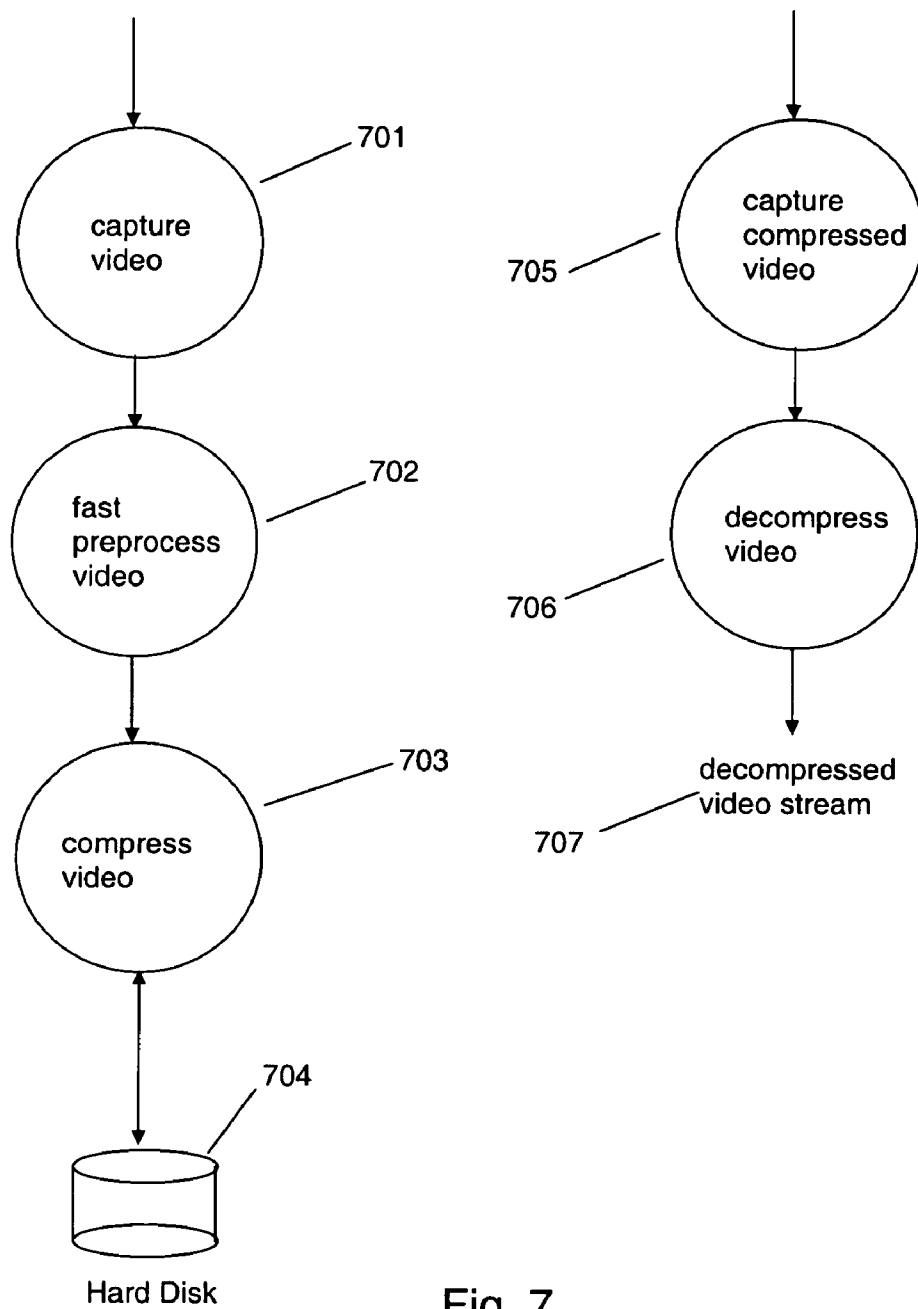 701
capture
video
702
fast
preprocess
video
703
compress
video
704
Hard Disk
capture
compressed
video
705
decompress
video
706
decompressed
video stream
707
Fig. 7